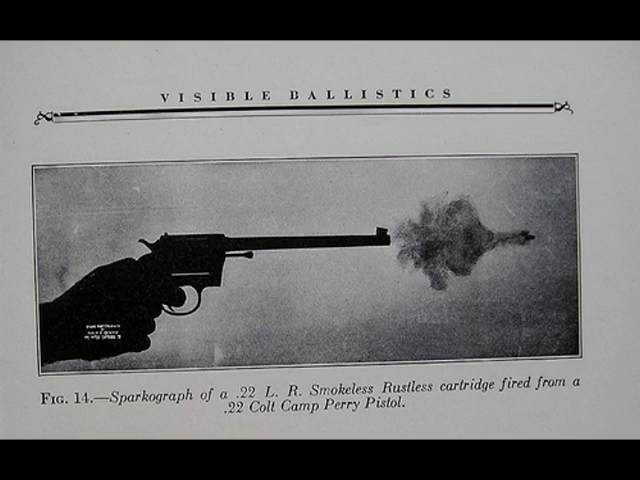 VISIBLE BALLISTICS
FIG. 14.—Sparkograph of a .22 L. R. Smokeless Rustless cartridge fired from a
.22 Colt Camp Perry Pistol.